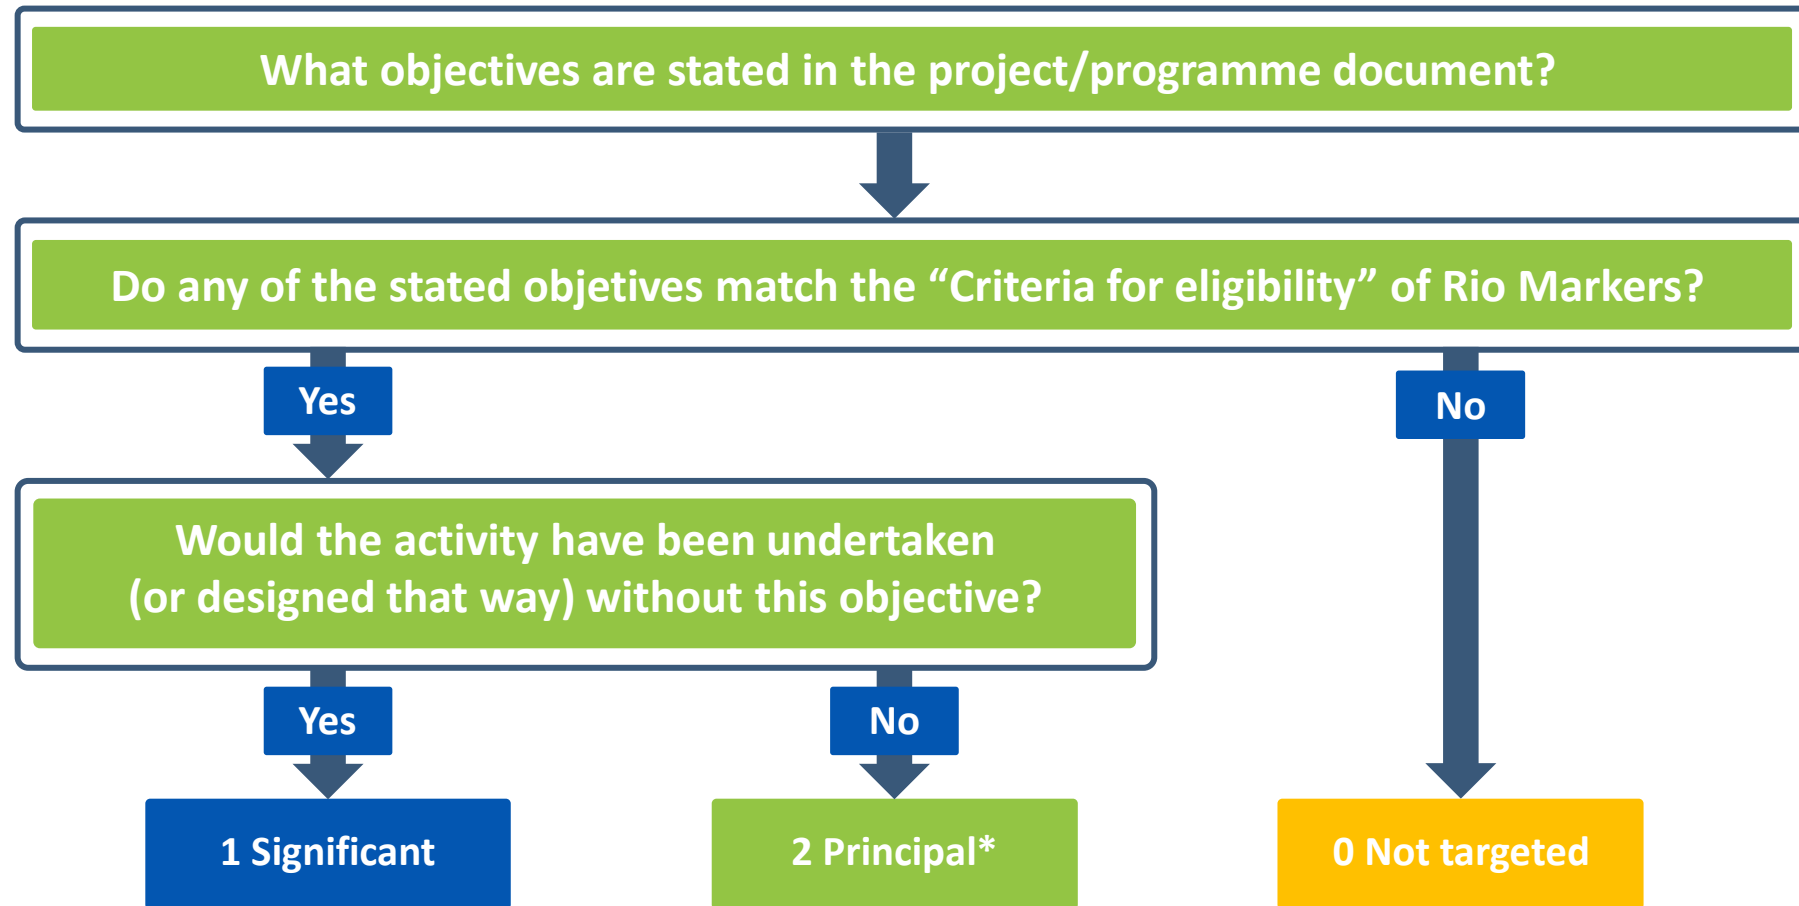 What objectives are stated in the project/programme document?
Do any of the stated objetives match the “Criteria for eligibility” of Rio Markers?
Yes
No
Would the activity have been undertaken
(or designed that way) without this objective?
Yes
No
1 Significant
2 Principal*
0 Not targeted